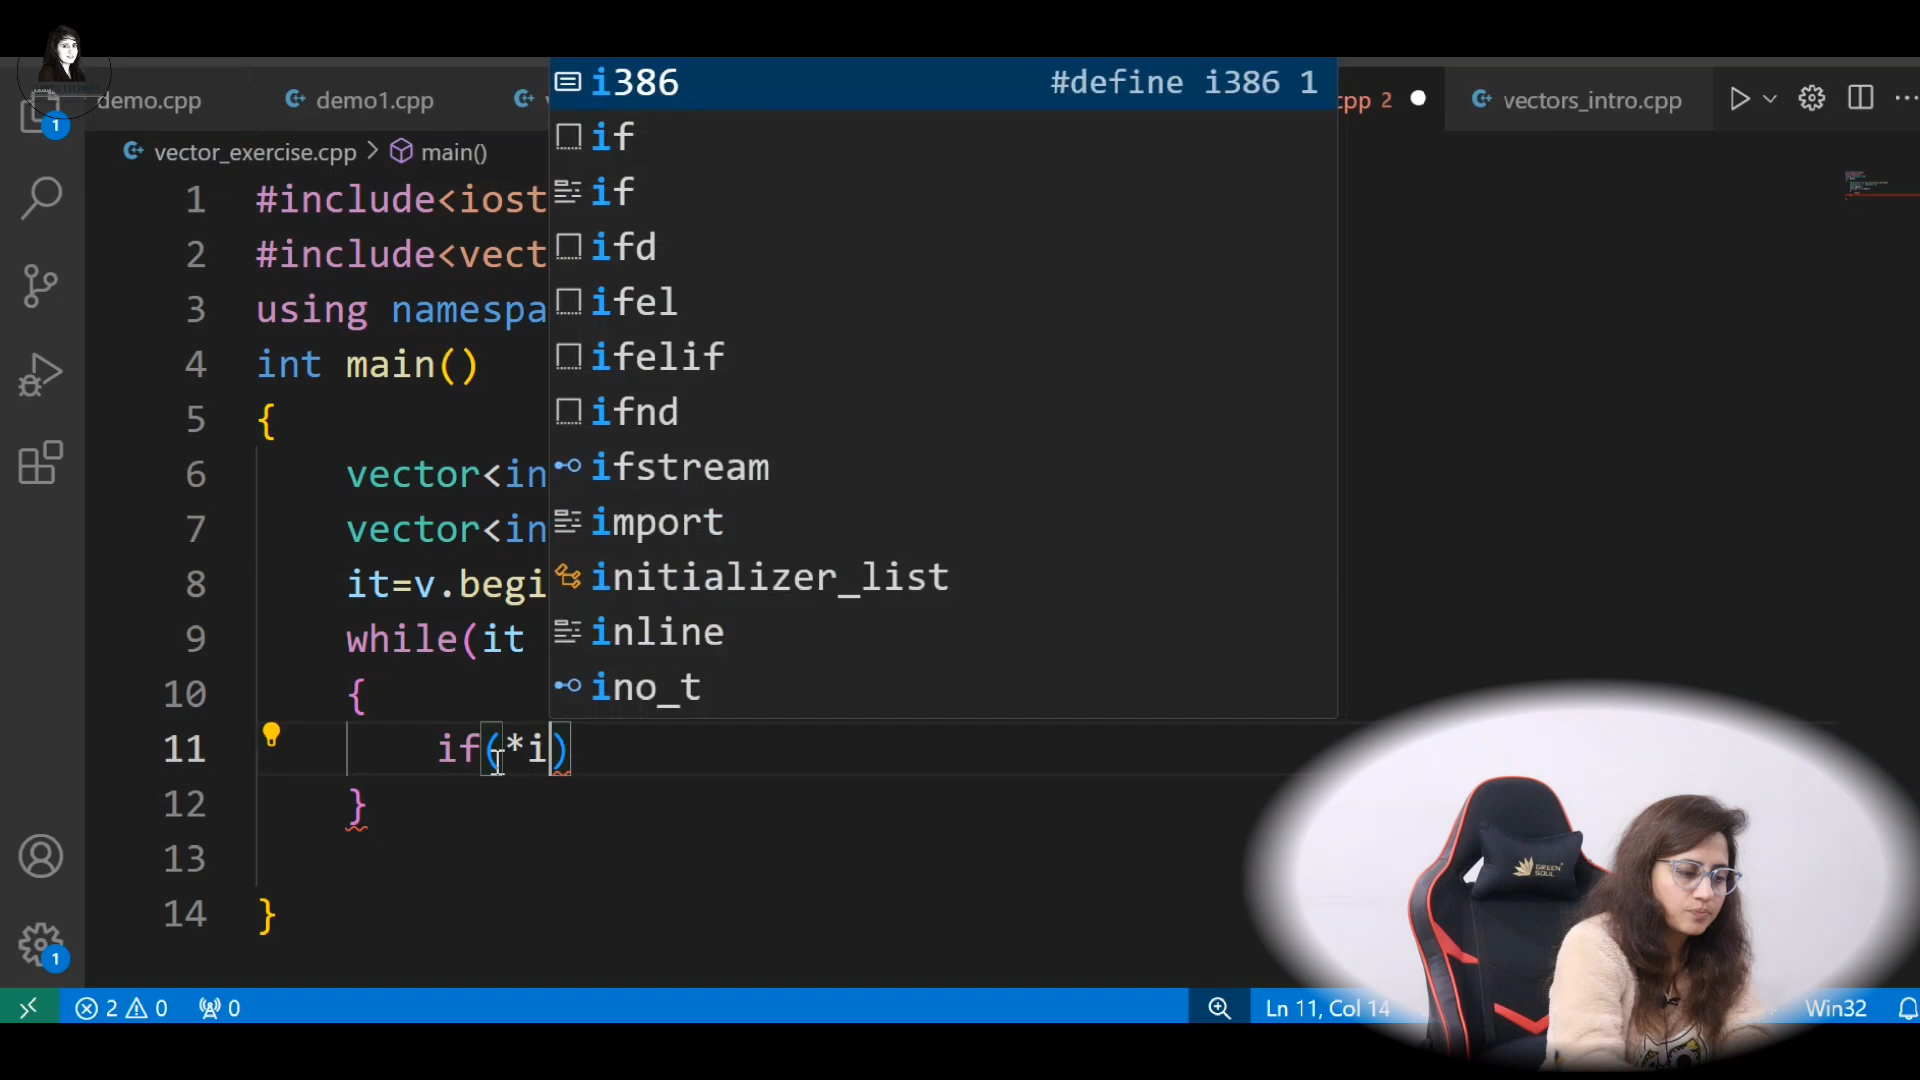 demo.cpp
demo1.cpp
cpp 2
vectors_intro.cpp
vector_exercise.cpp > main()
i386 #define i386 1
if
if
ifd
ifel
ifelif
ifnd
ifstream
import
initializer_list
inline
ino_t
1 #include<iost
2 #include<vect
3 using namespa
4 int main()
5 {
6 vector<in
7 vector<in
8 it=v.begi
9 while(it
10 {
11 if(*i)
12 }
13
14 }
1
1
2 0
0
Ln 11, Col 14
Win32
GREEN SOUL